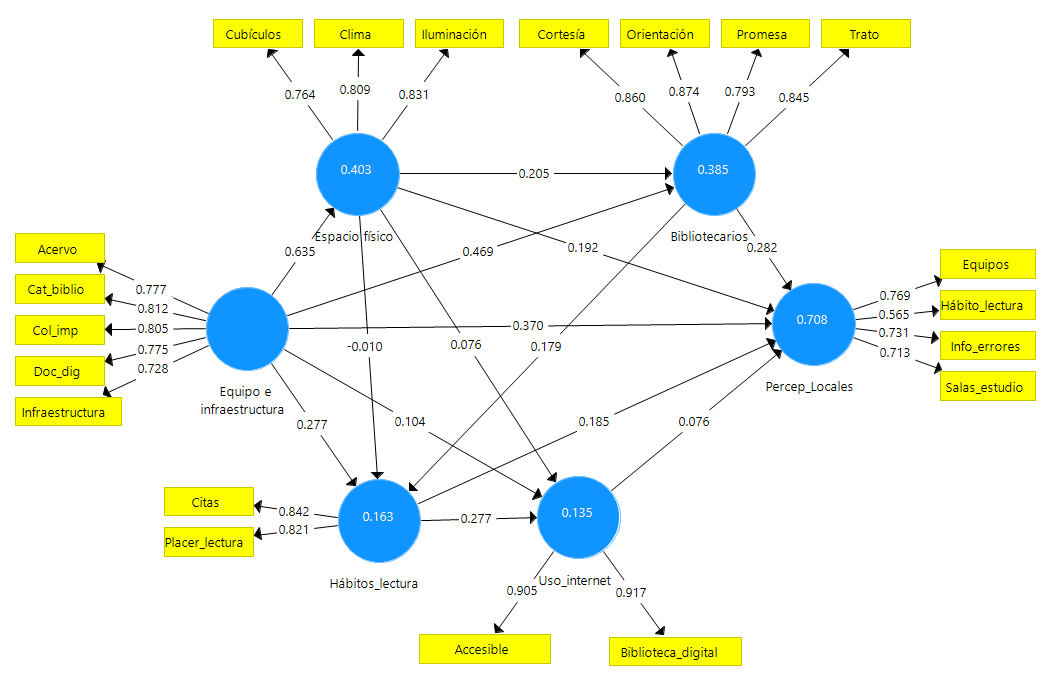 Cubículos
Clima
Iluminación
Cortesía
Orientación
Promesa
Trato
0.764
0.809
0.831
0.860
0.874
0.793
0.845
0.403
0.205
0.385
Espacio físico
Bibliotecarios
0.635
0.469
0.192
0.282
Acervo
Cat_biblio
Col_imp
Doc_dig
Infraestructura
0.777
0.812
0.805
0.775
0.728
Equipo e
infraestructura
0.370
-0.010
0.076
0.179
0.708
Percep_Locales
0.769
0.565
0.731
0.713
Equipos
Hábito_lectura
Info_errores
Salas_estudio
0.277
0.104
0.185
0.076
Citas
Placer_lectura
0.842
0.821
0.163
0.277
0.135
Hábitos_lectura
Uso_internet
0.905
0.917
Accesible
Biblioteca_digital